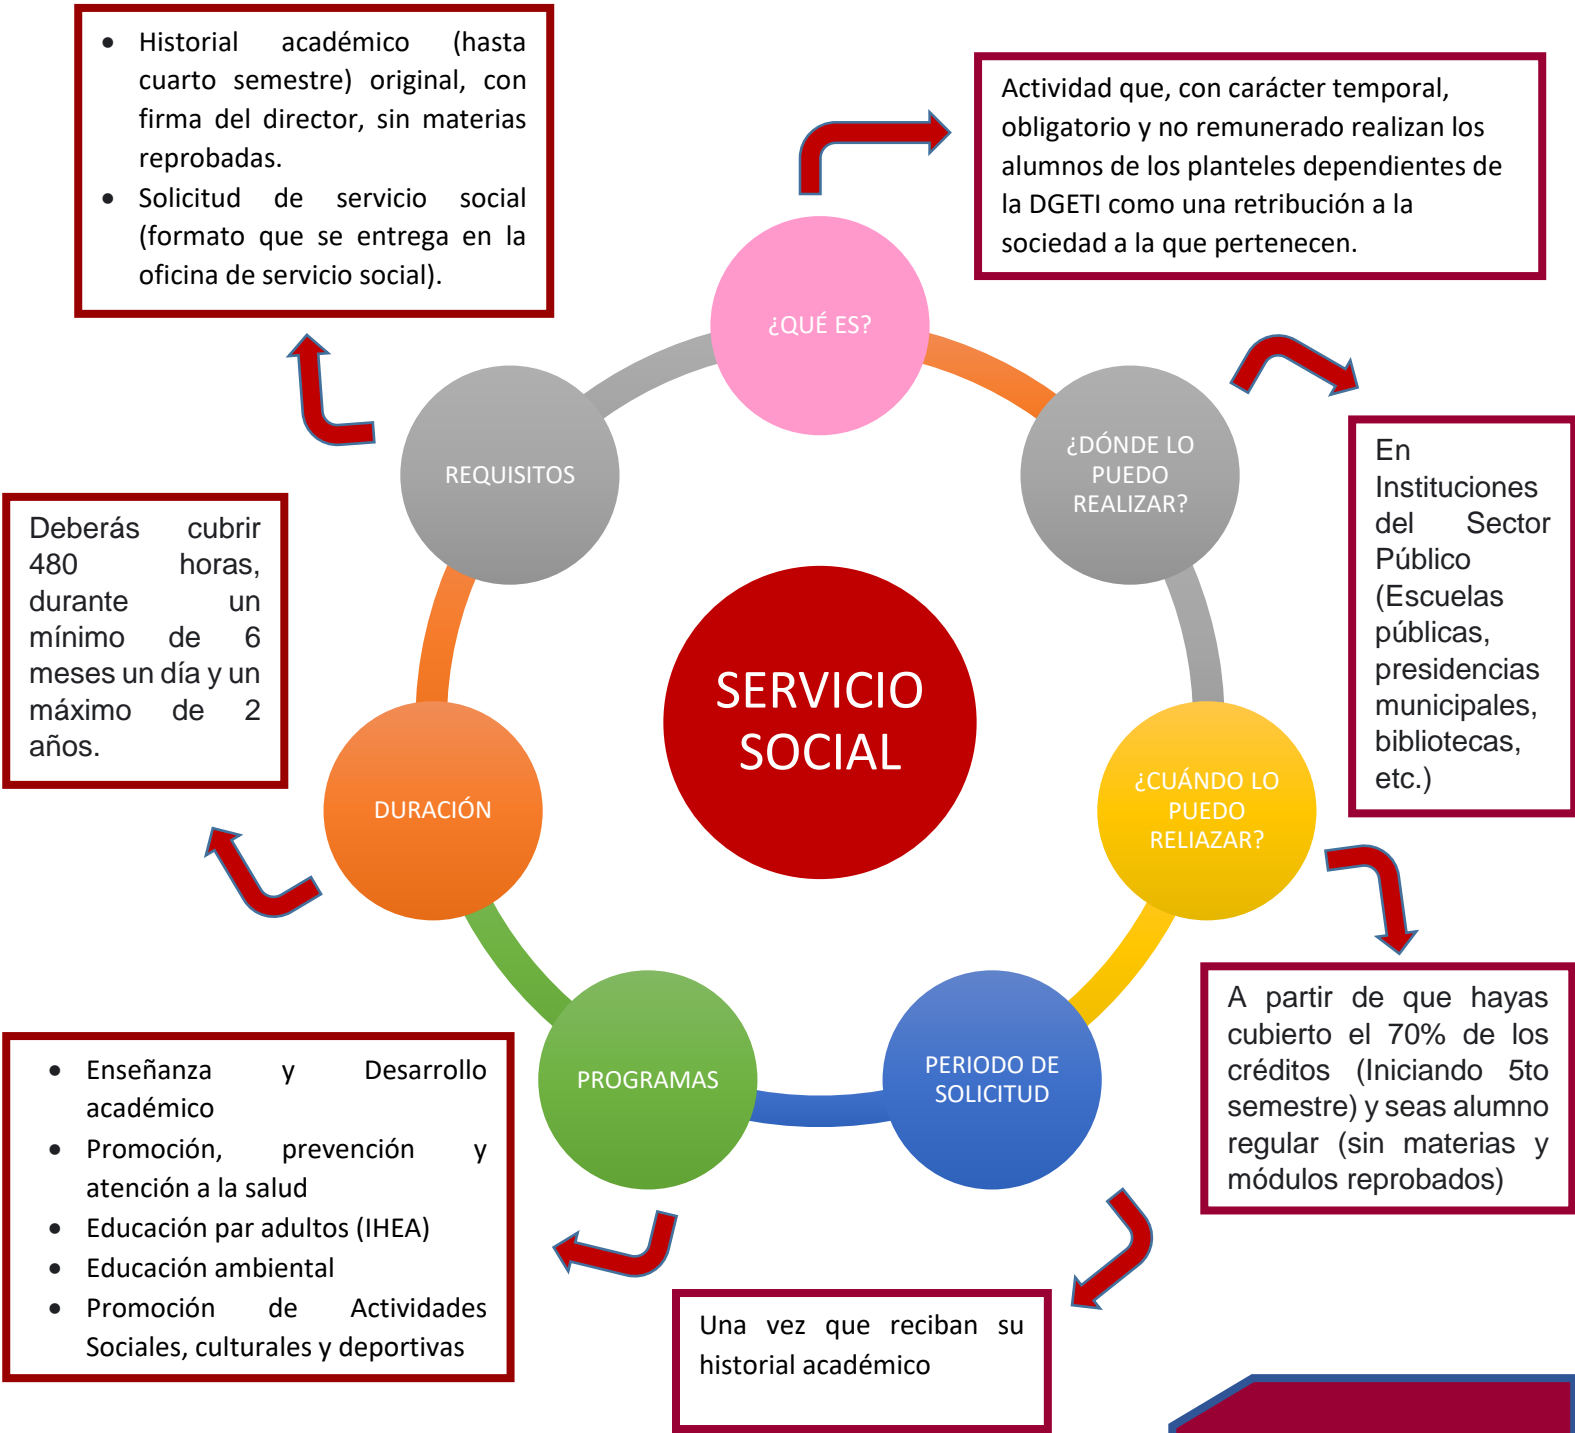 • Historial académico (hasta
cuarto semestre) original, con
firma del director, sin materias
reprobadas.
• Solicitud de servicio social
(formato que se entrega en la
oficina de servicio social).
Actividad que, con carácter temporal,
obligatorio y no remunerado realizan los
alumnos de los planteles dependientes de
la DGETI como una retribución a la
sociedad a la que pertenecen.
¿QUÉ ES?
REQUISITOS
¿DÓNDE LO
PUEDO
REALIZAR?
En
Instituciones
del Sector
Público
(Escuelas
públicas,
presidencias
municipales,
bibliotecas,
etc.)
Deberás cubrir
480 horas,
durante un
mínimo de 6
meses un día y un
máximo de 2
años.
SERVICIO
SOCIAL
DURACIÓN
¿CUÁNDO LO
PUEDO
RELIAZAR?
A partir de que hayas
cubierto el 70% de los
créditos (Iniciando 5to
semestre) y seas alumno
regular (sin materias y
módulos reprobados)
PROGRAMAS
PERIODO DE
SOLICITUD
• Enseñanza y Desarrollo
académico
• Promoción, prevención y
atención a la salud
• Educación par adultos (IHEA)
• Educación ambiental
• Promoción de Actividades
Sociales, culturales y deportivas
Una vez que reciban su
historial académico